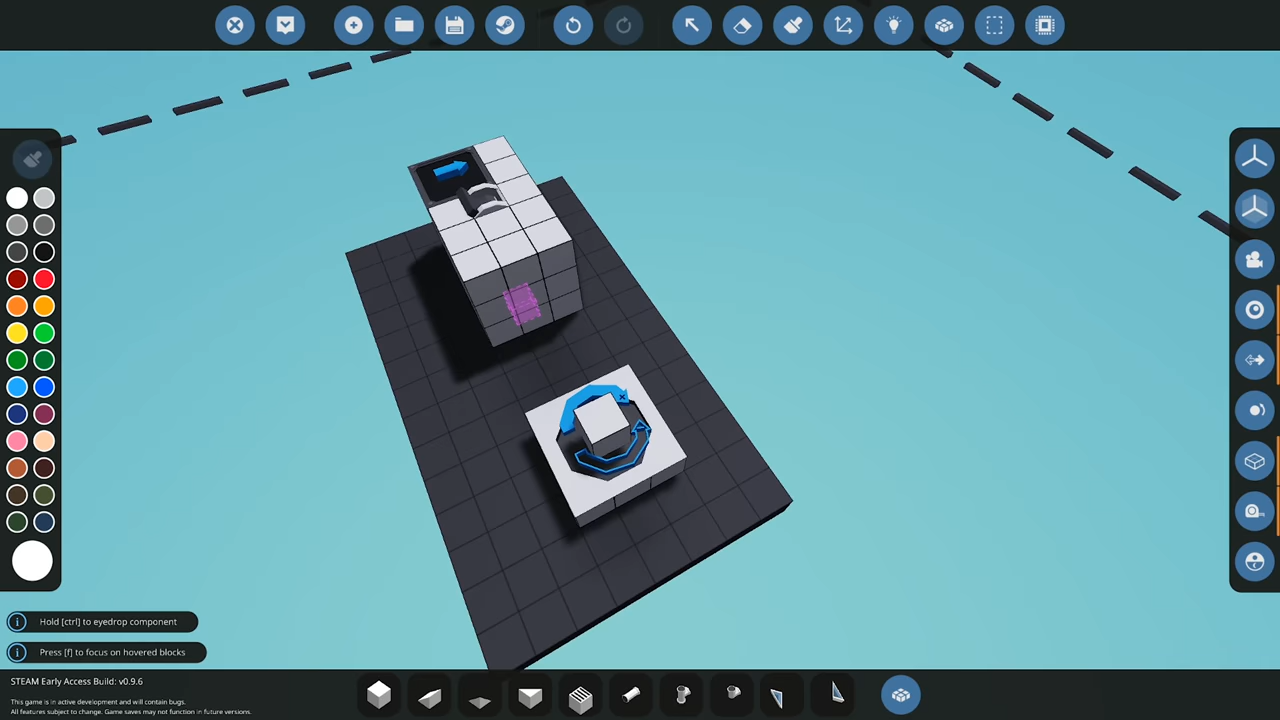 Hold [ctrl] to eyedrop component
Press [f] to focus on hovered blocks
STEAM Early Access Build: v0.9.6
This game is in active development and will contain bugs.
All features subject to change. Game saves may not function in future versions.